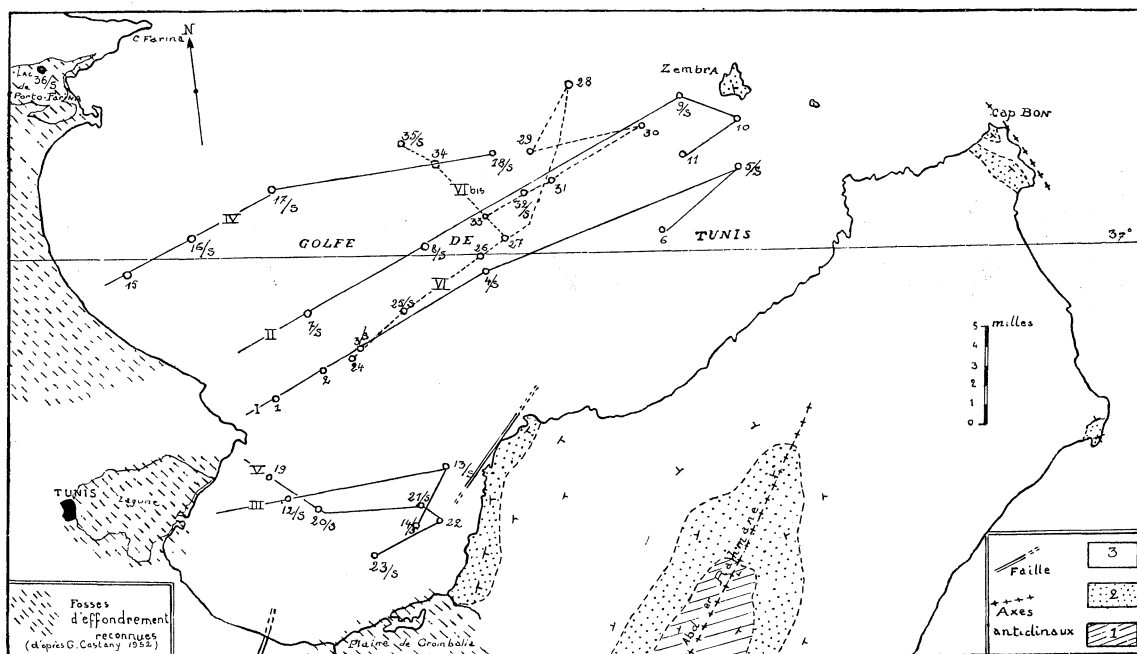 N
C Farina
Lac
36/S
de
Porto-Farina
Zembra
Cap BON
28
9/S
10
11
30
29
35/S
34
18/S
5/S
31
VI bis
32/S
17/S
33
6
IV
16/S
GOLFE DE TUNIS
37°
8/S
27
26
15
4/S
VI
25/S
7/S
II
5
milles
4
3
2
1
0
3/S
24
2
I
1
V
19
13/S
TUNIS
Lagune
III
12/S
20/S
21/S
14/S
22
23/S
Abd er Rahmane
Plaine de Grombalia
Fosses
d'effondrement
reconnues
(d'après G. Castany 1952)
Faille
3
Axes
2
anticlinaux
1